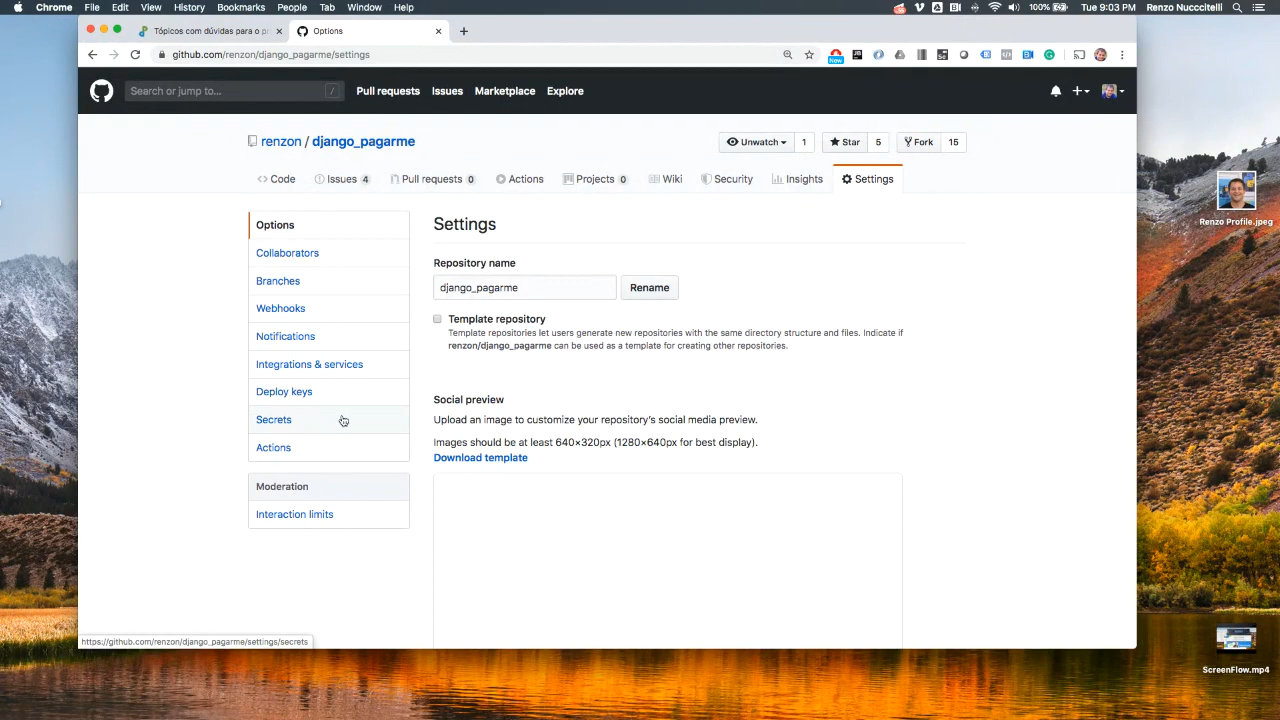 Chrome File Edit View History Bookmarks People Tab Window Help 100% Tue 9:03 PM Renzo Nuccitelli
Tópicos com dúvidas para o pr
Options
github.com/renzon/django_pagarme/settings
Now
Search or jump to... /
Pull requests Issues Marketplace Explore
renzon / django_pagarme
Unwatch 1 Star 5 Fork 15
Code Issues 4 Pull requests 0 Actions Projects 0 Wiki Security Insights Settings
Options
Collaborators
Branches
Webhooks
Notifications
Integrations & services
Deploy keys
Secrets
Actions
Moderation
Interaction limits
Settings
Repository name
django_pagarme Rename
Template repository
Template repositories let users generate new repositories with the same directory structure and files. Indicate if
renzon/django_pagarme can be used as a template for creating other repositories.
Social preview
Upload an image to customize your repository's social media preview.
Images should be at least 640×320px (1280×640px for best display).
Download template
https://github.com/renzon/django_pagarme/settings/secrets
Renzo Profile.jpeg
ScreenFlow.mp4